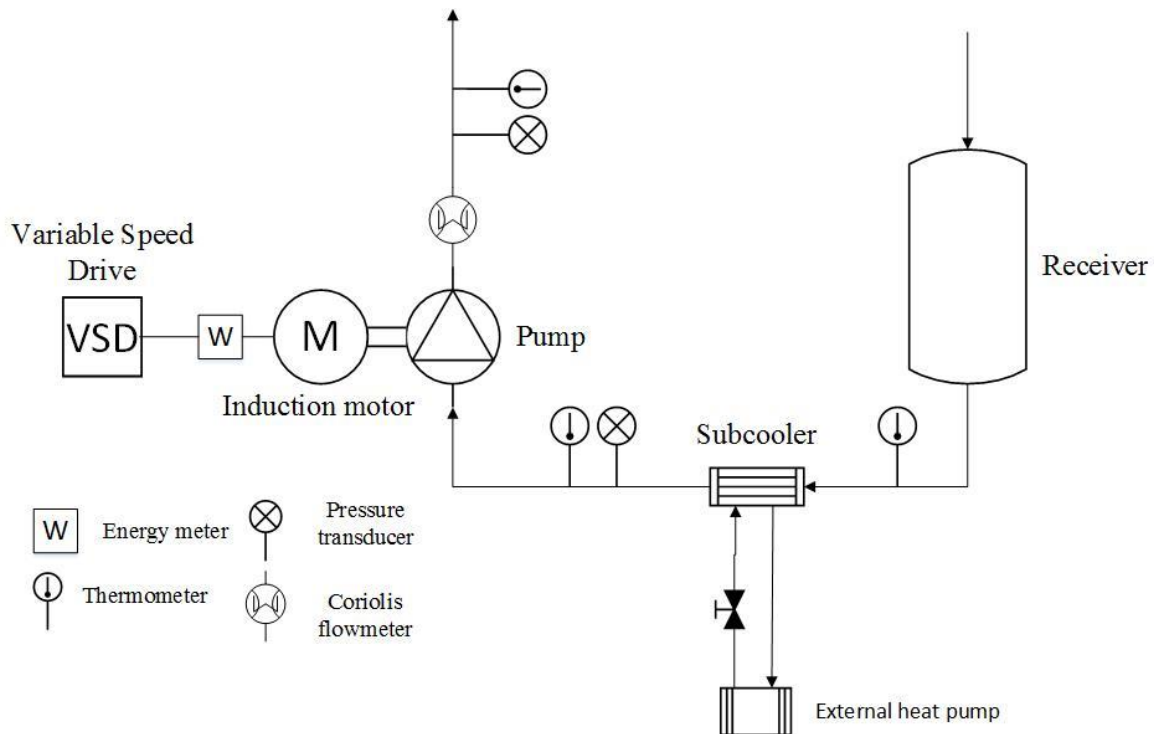 Variable Speed
Drive
VSD
W
M
Induction motor
Pump
Receiver
Subcooler
W
Energy meter
Pressure
transducer
Thermometer
Coriolis
flowmeter
External heat pump